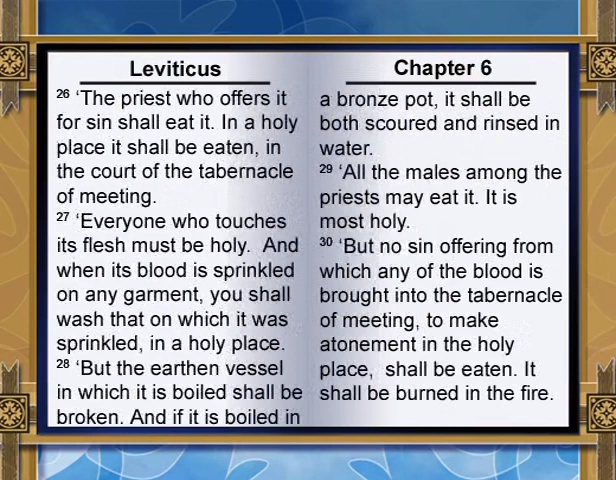 Leviticus
26 ‘The priest who offers it
for sin shall eat it. In a holy
place it shall be eaten, in
the court of the tabernacle
of meeting.
27 ‘Everyone who touches
its flesh must be holy.  And
when its blood is sprinkled
on any garment, you shall
wash that on which it was
sprinkled, in a holy place.
28 ‘But the earthen vessel
in which it is boiled shall be
broken. And if it is boiled in
Chapter 6
a bronze pot, it shall be
both scoured and rinsed in
water.
29 ‘All the males among the
priests may eat it. It is
most holy.
30 ‘But no sin offering from
which any of the blood is
brought into the tabernacle
of meeting, to make
atonement in the holy
place,  shall be eaten. It
shall be burned in the fire.